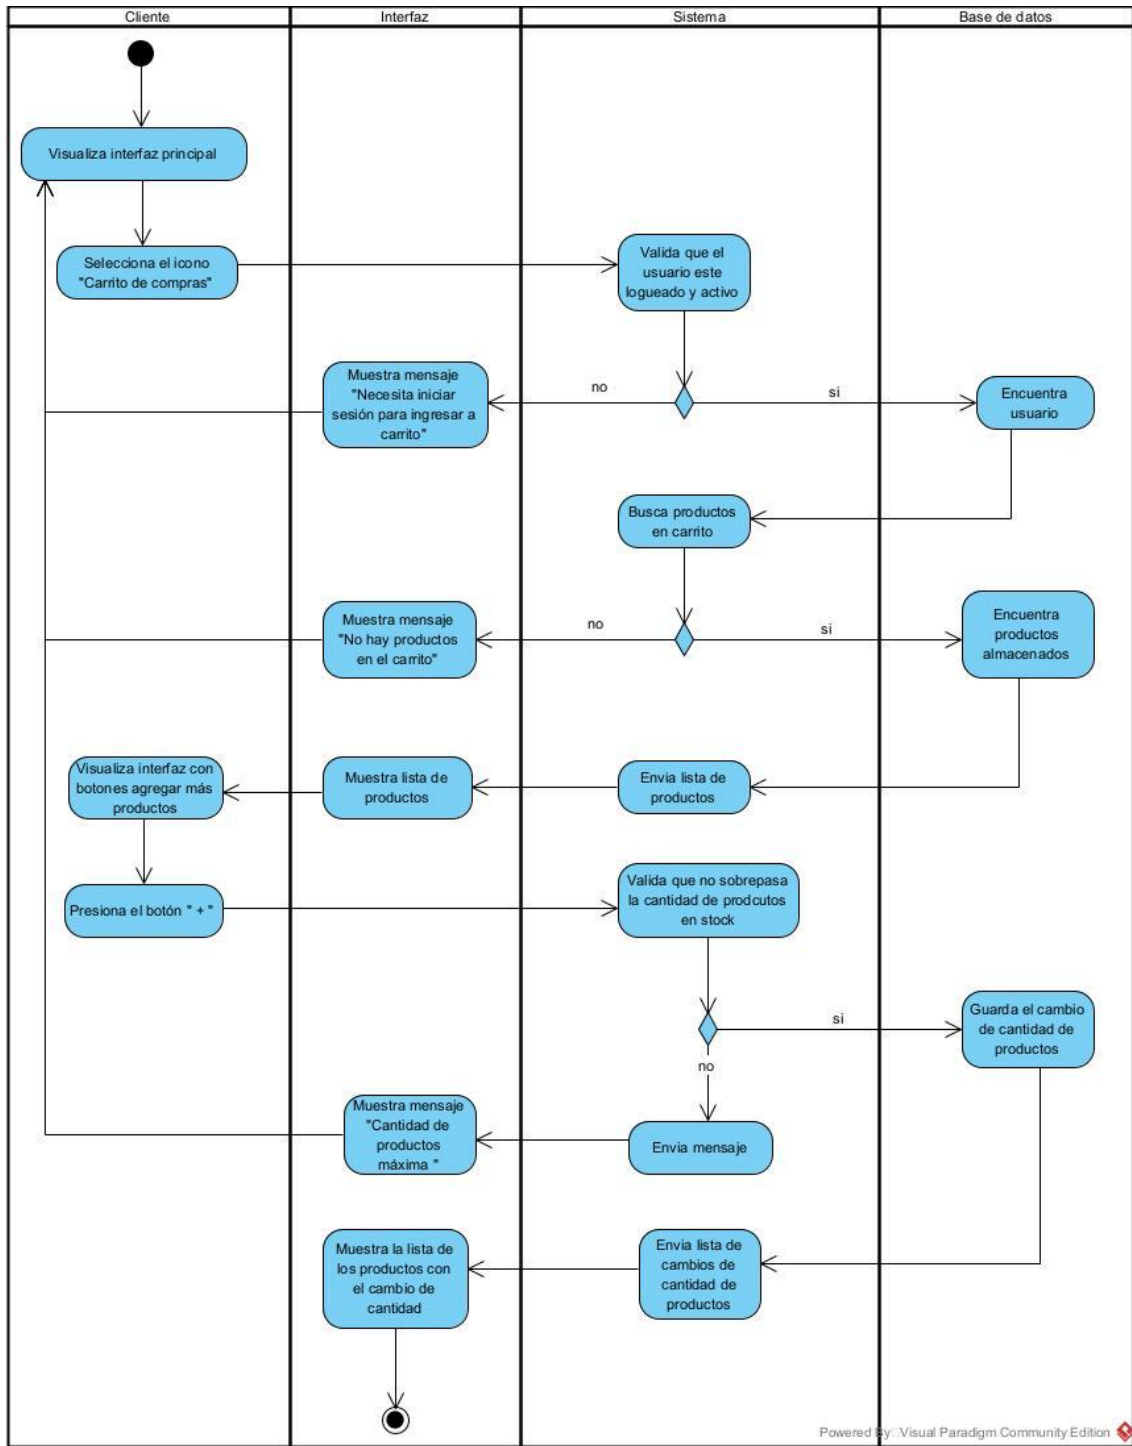 Cliente
Interfaz
Sistema
Base de datos
Visualiza interfaz principal
Selecciona el icono
"Carrito de compras"
Valida que el
usuario este
logueado y activo
Muestra mensaje
"Necesita iniciar
sesión para ingresar a
carrito"
no
si
Encuentra
usuario
Busca productos
en carrito
Muestra mensaje
"No hay productos
en el carrito"
no
si
Encuentra
productos
almacenados
Visualiza interfaz con
botones agregar más
productos
Muestra lista de
productos
Envia lista de
productos
Presiona el botón " + "
Valida que no sobrepasa
la cantidad de prodcutos
en stock
si
Guarda el cambio
de cantidad de
productos
no
Muestra mensaje
"Cantidad de
productos
máxima "
Envia mensaje
Muestra la lista de
los productos con
el cambio de
cantidad
Envia lista de
cambios de
cantidad de
productos
Powered By Visual Paradigm Community Edition